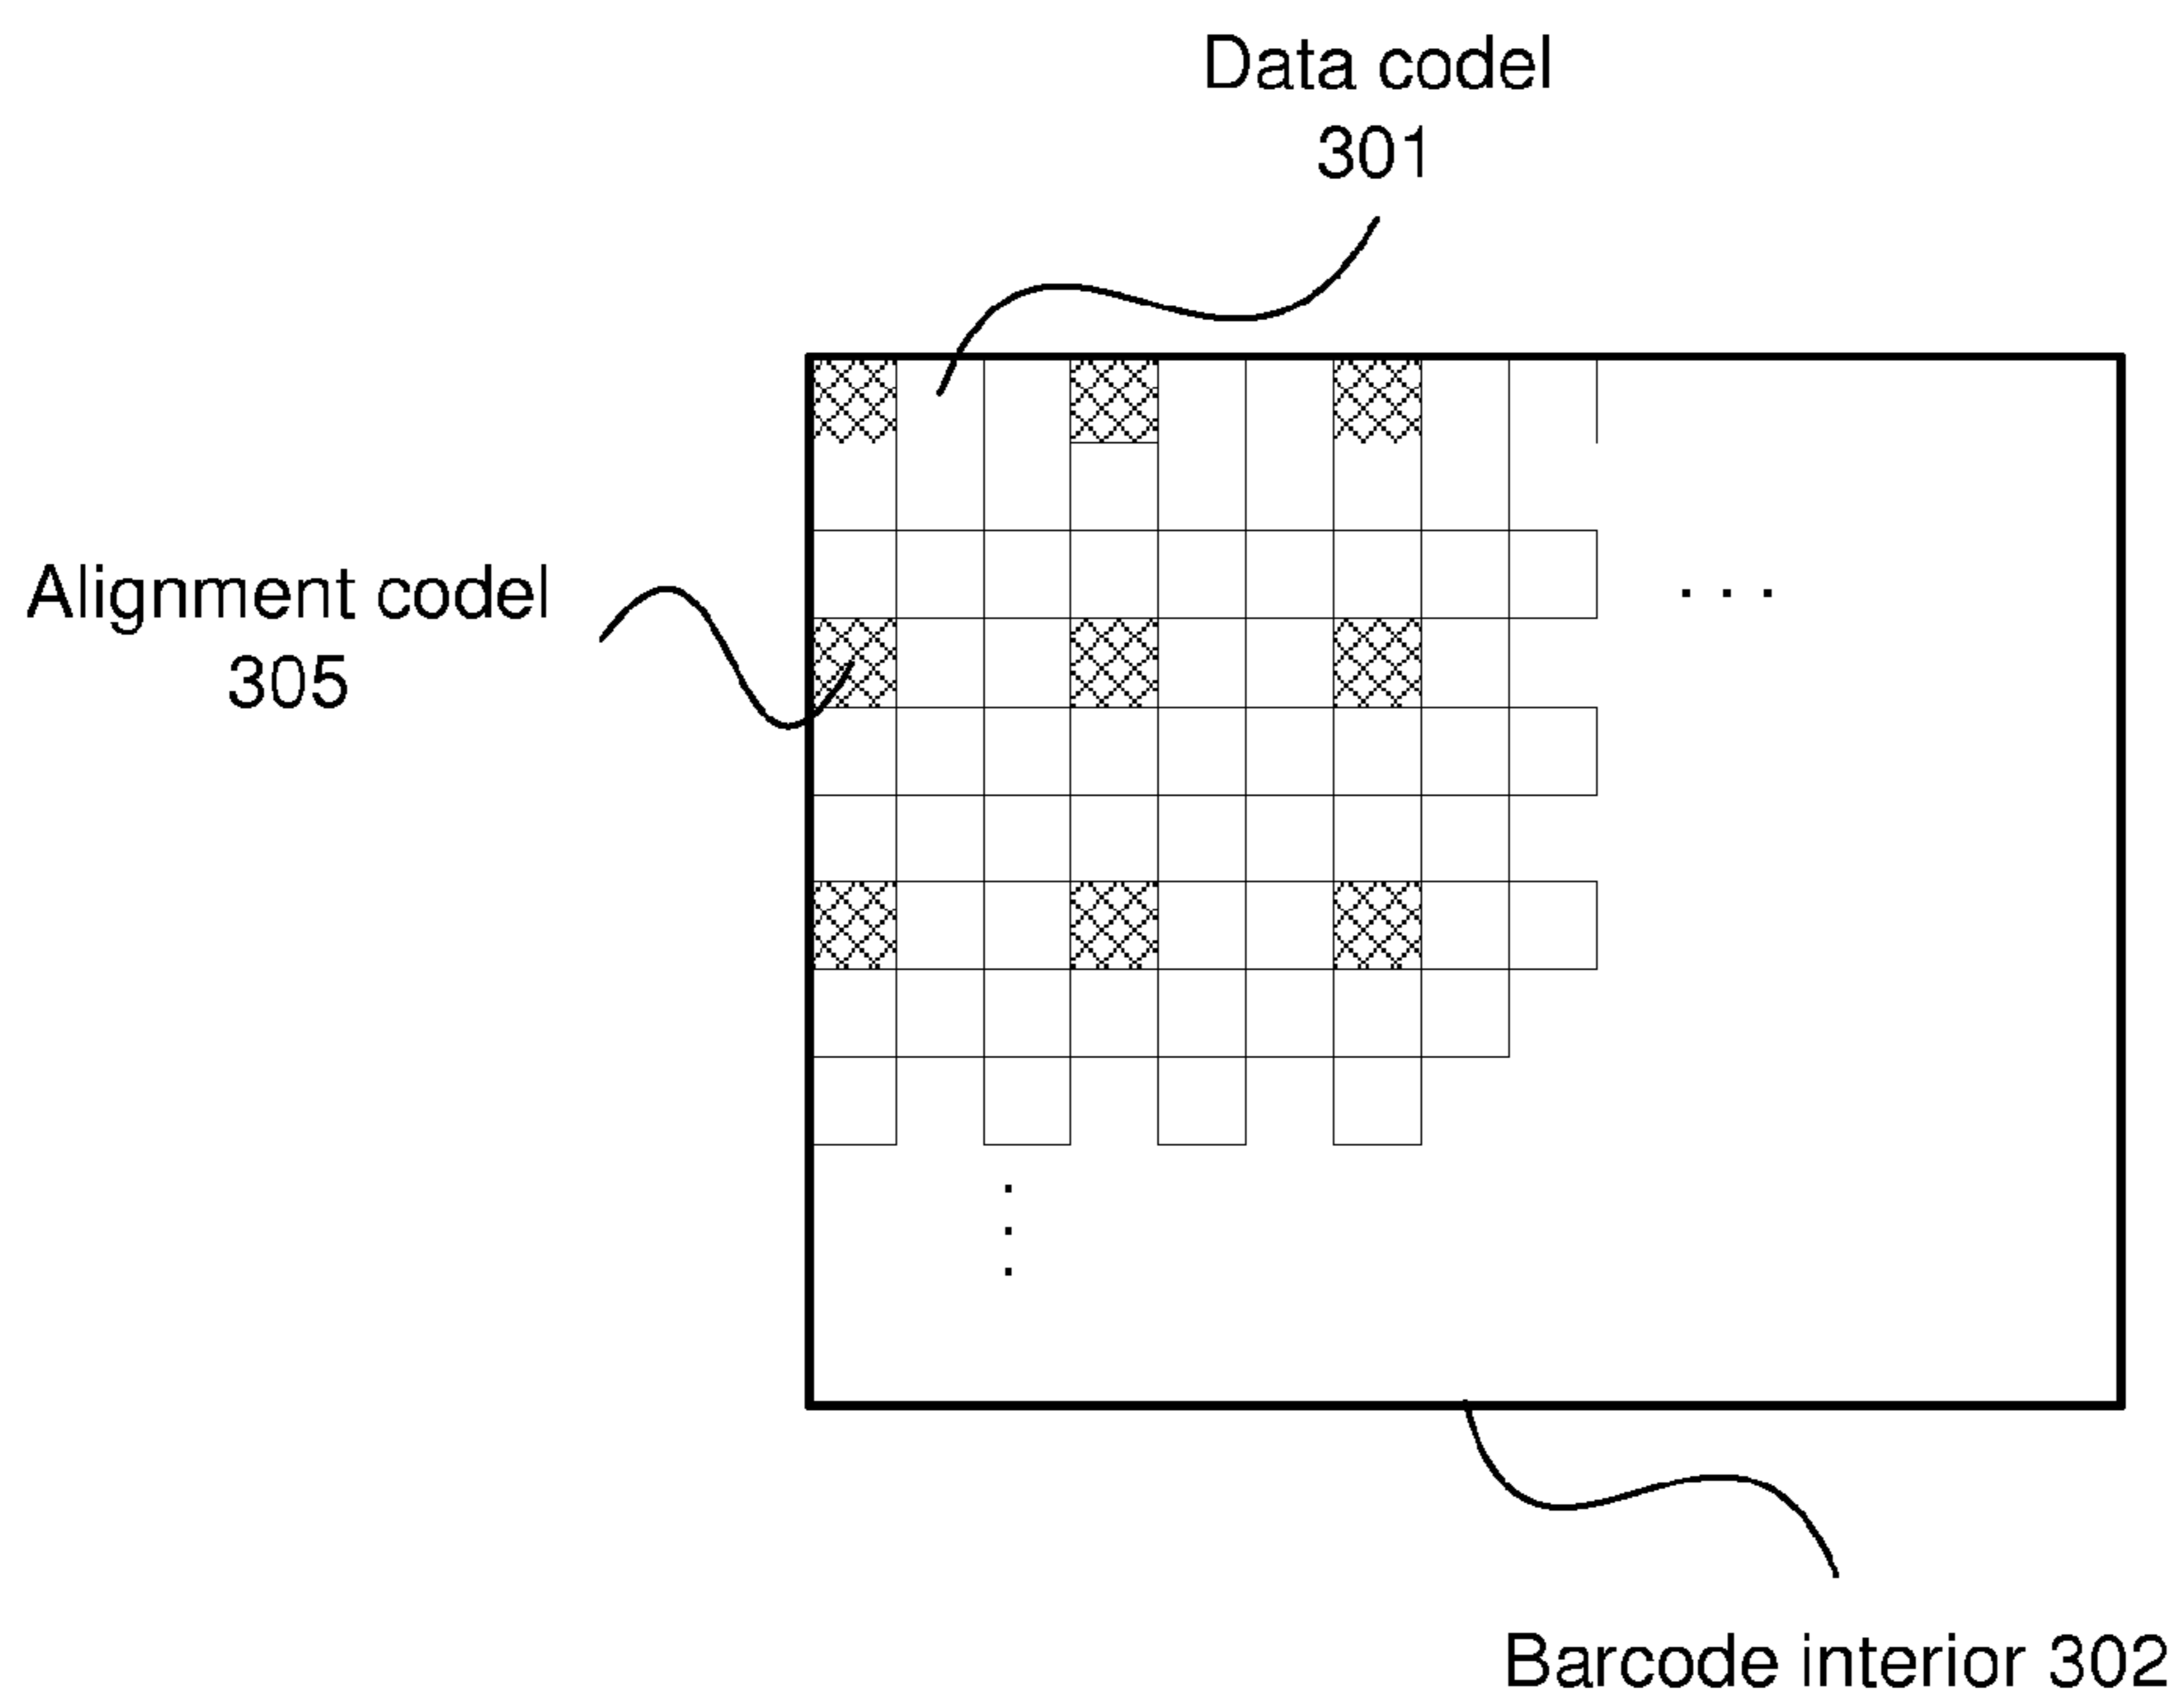 Data codel
301
Alignment codel
305
. . .
Barcode interior 302